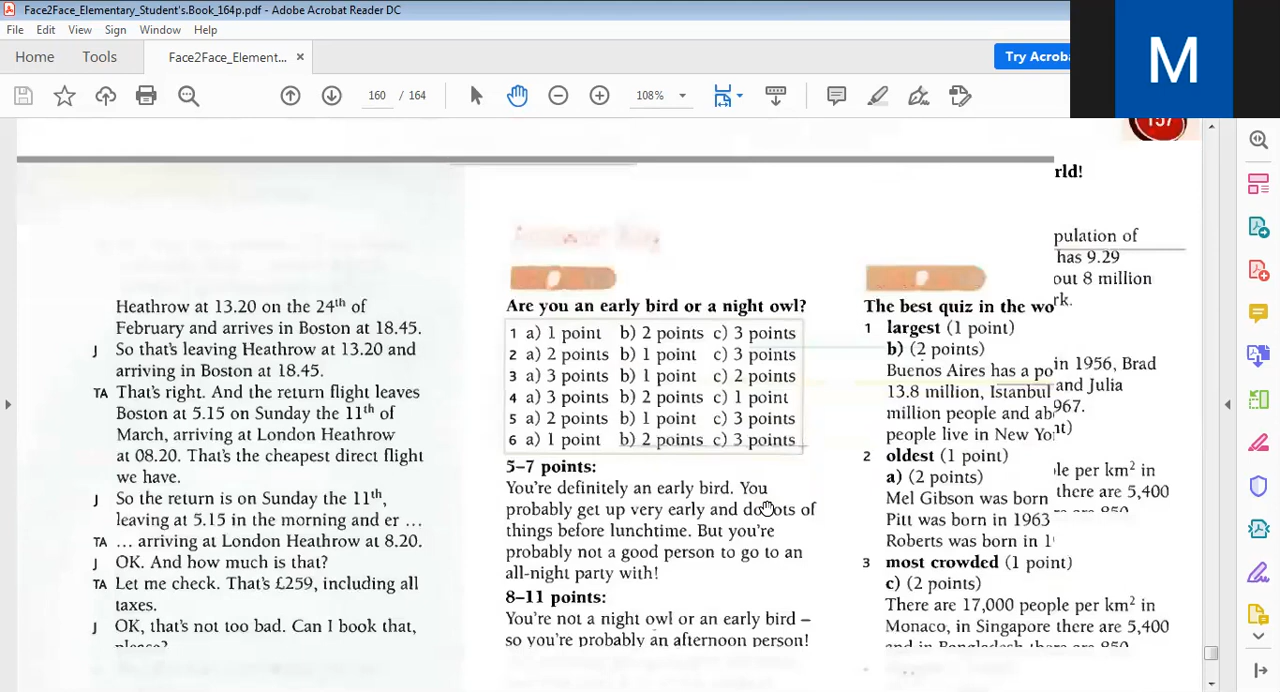 Face2Face_Elementary_Student's.Book_164p.pdf - Adobe Acrobat Reader DC
File Edit View Sign Window Help
Home Tools Face2Face_Element... × Try Acroba
160 / 164 108%
M
157
Heathrow at 13.20 on the 24th of
February and arrives in Boston at 18.45.
J So that's leaving Heathrow at 13.20 and
arriving in Boston at 18.45.
TA That's right. And the return flight leaves
Boston at 5.15 on Sunday the 11th of
March, arriving at London Heathrow
at 08.20. That's the cheapest direct flight
we have.
J So the return is on Sunday the 11th,
leaving at 5.15 in the morning and er ...
TA ... arriving at London Heathrow at 8.20.
J OK. And how much is that?
TA Let me check. That's £259, including all
taxes.
J OK, that's not too bad. Can I book that,
please?
Are you an early bird or a night owl?
1 a) 1 point b) 2 points c) 3 points
2 a) 2 points b) 1 point c) 3 points
3 a) 3 points b) 1 point c) 2 points
4 a) 3 points b) 2 points c) 1 point
5 a) 2 points b) 1 point c) 3 points
6 a) 1 point b) 2 points c) 3 points
5–7 points:
You're definitely an early bird. You
probably get up very early and do lots of
things before lunchtime. But you're
probably not a good person to go to an
all-night party with!
8–11 points:
You're not a night owl or an early bird –
so you're probably an afternoon person!
The best quiz in the wo
1 largest (1 point)
b) (2 points)
Buenos Aires has a po
13.8 million, Istanbul
million people and ab
people live in New Yo
2 oldest (1 point)
a) (2 points)
Mel Gibson was born
Pitt was born in 1963
Roberts was born in 1
3 most crowded (1 point)
c) (2 points)
There are 17,000 people per km2 in
Monaco, in Singapore there are 5,400
and in Bangladesh there are 850
rld!
pulation of
has 9.29
out 8 million
rk.
in 1956, Brad
and Julia
967.
nt)
ple per km2 in
there are 5,400
re are 850